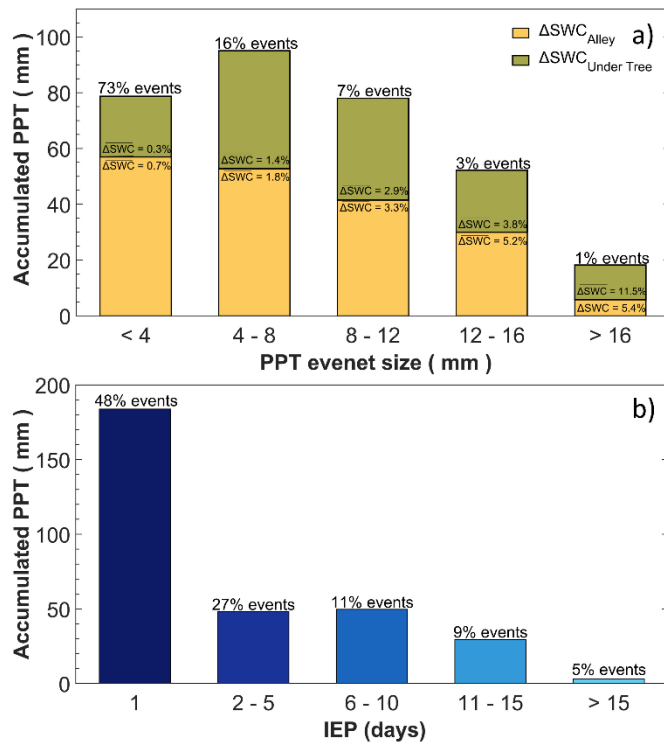 a)
ΔSWC Alley
ΔSWC Under Tree
Accumulated PPT ( mm )
100
80
60
40
20
0
73% events
16% events
7% events
3% events
1% events
ΔSWC = 0.3%
ΔSWC = 0.7%
ΔSWC = 1.4%
ΔSWC = 1.8%
ΔSWC = 2.9%
ΔSWC = 3.3%
ΔSWC = 3.8%
ΔSWC = 5.2%
ΔSWC = 11.5%
ΔSWC = 5.4%
< 4
4 - 8
8 - 12
12 - 16
> 16
PPT evenet size ( mm )
b)
Accumulated PPT ( mm )
200
150
100
50
0
48% events
27% events
11% events
9% events
5% events
1
2 - 5
6 - 10
11 - 15
> 15
IEP (days)